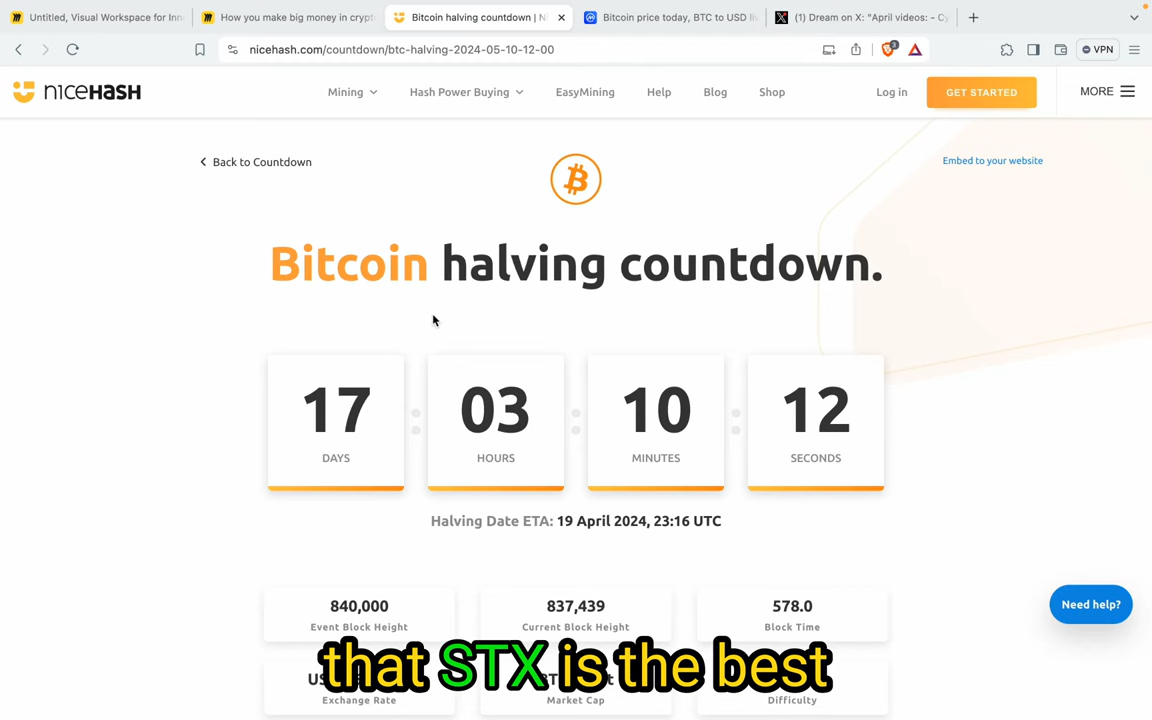 Untitled, Visual Workspace for Inn
How you make big money in crypto
Bitcoin halving countdown | N
Bitcoin price today, BTC to USD li
(1) Dream on X: "April videos: - Cy
nicehash.com/countdown/btc-halving-2024-05-10-12-00
3
VPN
nıceHASH
Mining
Hash Power Buying
EasyMining
Help
Blog
Shop
Log in
GET STARTED
MORE
Back to Countdown
Embed to your website
Bitcoin halving countdown.
17
03
10
12
DAYS
HOURS
MINUTES
SECONDS
Halving Date ETA: 19 April 2024, 23:16 UTC
840,000
837,439
578.0
Event Block Height
Current Block Height
Block Time
Need help?
that STX is the best
Exchange Rate
Market Cap
Difficulty